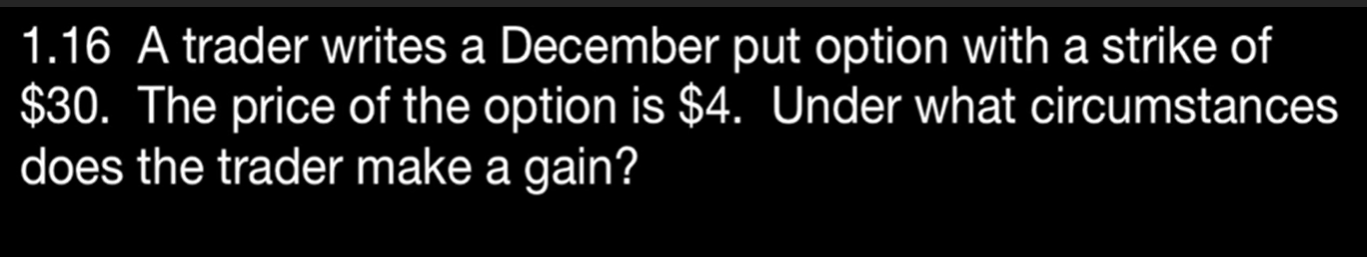 1.16 A trader writes a December put option with a strike of
$30. The price of the option is $4. Under what circumstances
does the trader make a gain?